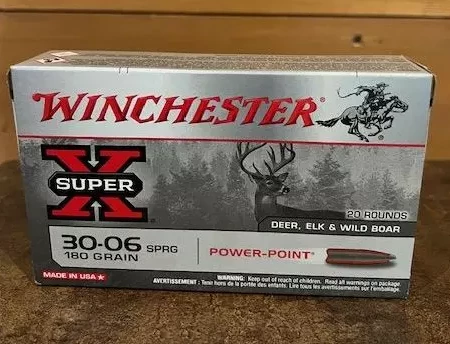 WINCHESTER
SUPER
X
20 ROUNDS
DEER, ELK & WILD BOAR
30-06 SPRG
180 GRAIN
POWER-POINT®
MADE IN USA ★
WARNING: Keep out of reach of children. Read all warnings on package.
AVERTISSEMENT: Tenir hors de la portée des enfants. Lire tous les avertissements sur l'emballage.